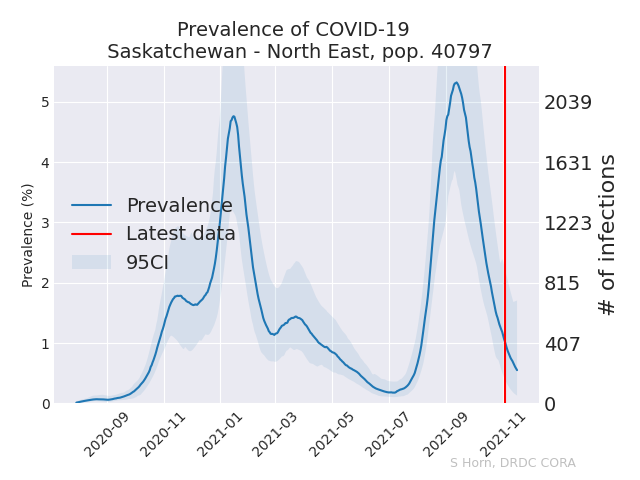 Prevalence of COVID-19
Saskatchewan - North East, pop. 40797
Prevalence (%)
5
4
3
2
1
0
2039
1631
1223
815
407
0
# of infections
Prevalence
Latest data
95CI
2020-09
2020-11
2021-01
2021-03
2021-05
2021-07
2021-09
2021-11
S Horn, DRDC CORA